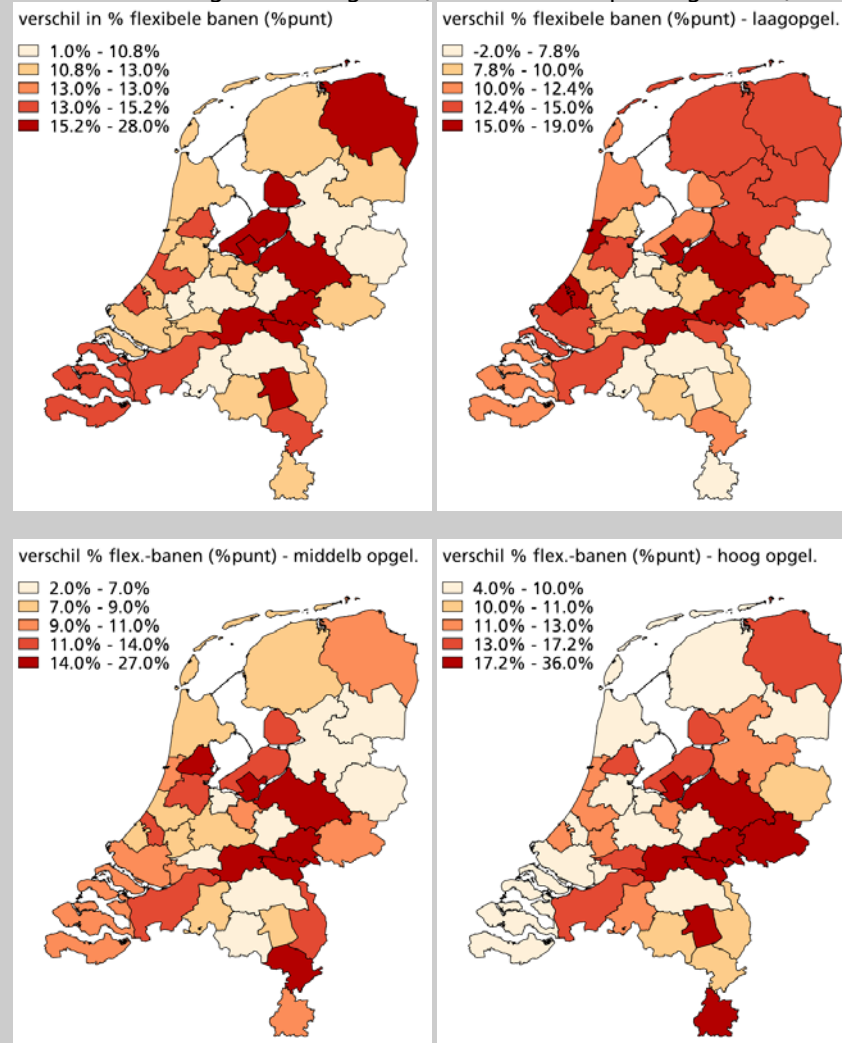 verschil in % flexibele banen (%punt)
1.0% - 10.8%
10.8% - 13.0%
13.0% - 13.0%
13.0% - 15.2%
15.2% - 28.0%
verschil % flexibele banen (%punt) - laagopgel.
-2.0% - 7.8%
7.8% - 10.0%
10.0% - 12.4%
12.4% - 15.0%
15.0% - 19.0%
verschil % flex.-banen (%punt) - middelb opgel.
2.0% - 7.0%
7.0% - 9.0%
9.0% - 11.0%
11.0% - 14.0%
14.0% - 27.0%
verschil % flex.-banen (%punt) - hoog opgel.
4.0% - 10.0%
10.0% - 11.0%
11.0% - 13.0%
13.0% - 17.2%
17.2% - 36.0%